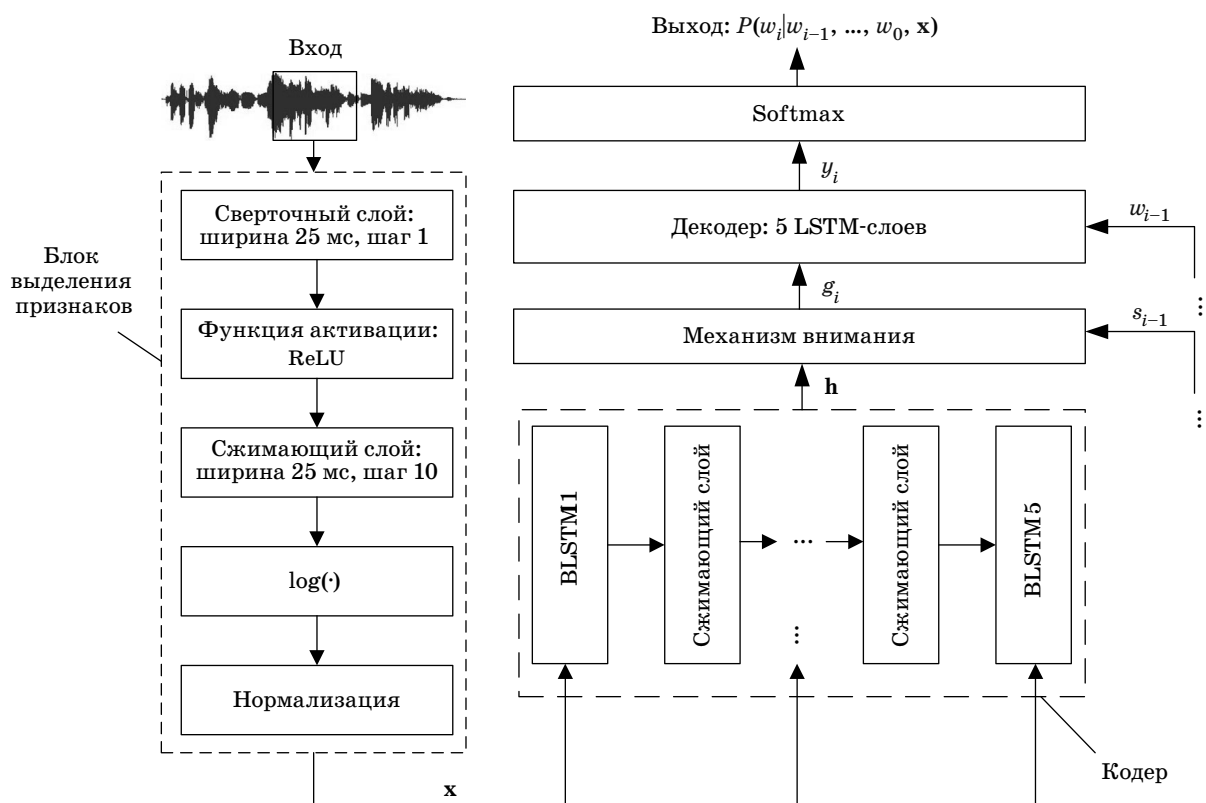 Вход
Сверточный слой:
ширина 25 мс, шаг 1
Блок
выделения
признаков
Функция активации:
ReLU
Сжимающий слой:
ширина 25 мс, шаг 10
log(·)
Нормализация
x
Выход: P(w_i|w_{i–1}, ..., w_0, x)
Softmax
y_i
Декодер: 5 LSTM-слоев
w_{i–1}
...
g_i
Механизм внимания
s_{i–1}
...
h
BLSTM1
Сжимающий слой
...
...
Сжимающий слой
BLSTM5
Кодер